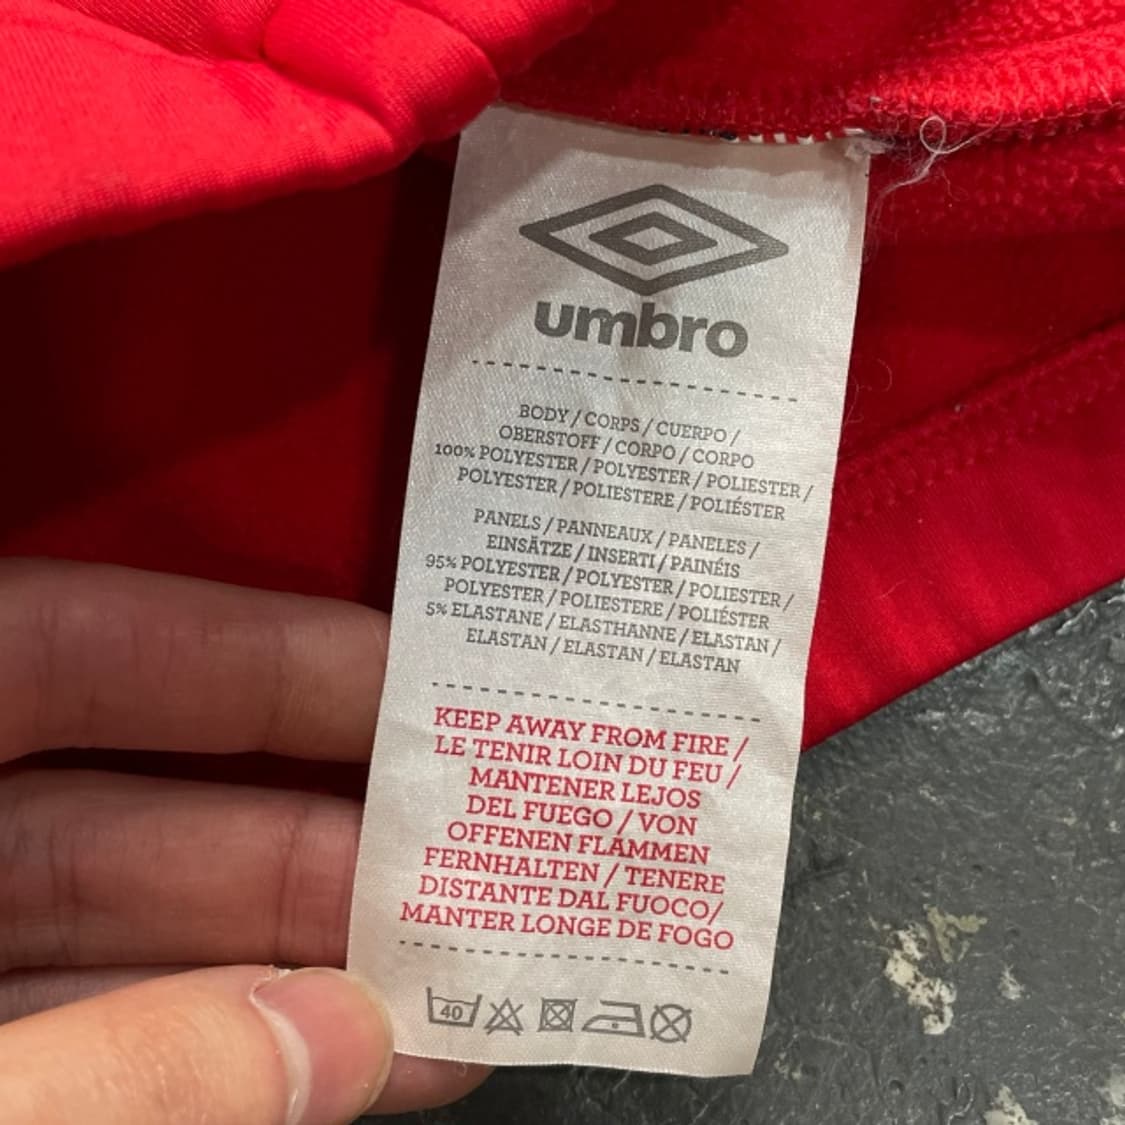 umbro
BODY / CORPS / CUERPO /
OBERSTOFF / CORPO / CORPO
100% POLYESTER / POLYESTER / POLIESTER /
POLYESTER / POLIESTERE / POLIÉSTER
PANELS / PANNEAUX / PANELES /
EINSÄTZE / INSERTI / PAINÉIS
95% POLYESTER / POLYESTER / POLIESTER /
POLYESTER / POLIESTERE / POLIÉSTER
5% ELASTANE / ELASTHANNE / ELASTAN /
ELASTAN / ELASTAN / ELASTAN
KEEP AWAY FROM FIRE /
LE TENIR LOIN DU FEU /
MANTENER LEJOS
DEL FUEGO / VON
OFFENEN FLAMMEN
FERNHALTEN / TENERE
DISTANTE DAL FUOCO/
MANTER LONGE DE FOGO
40